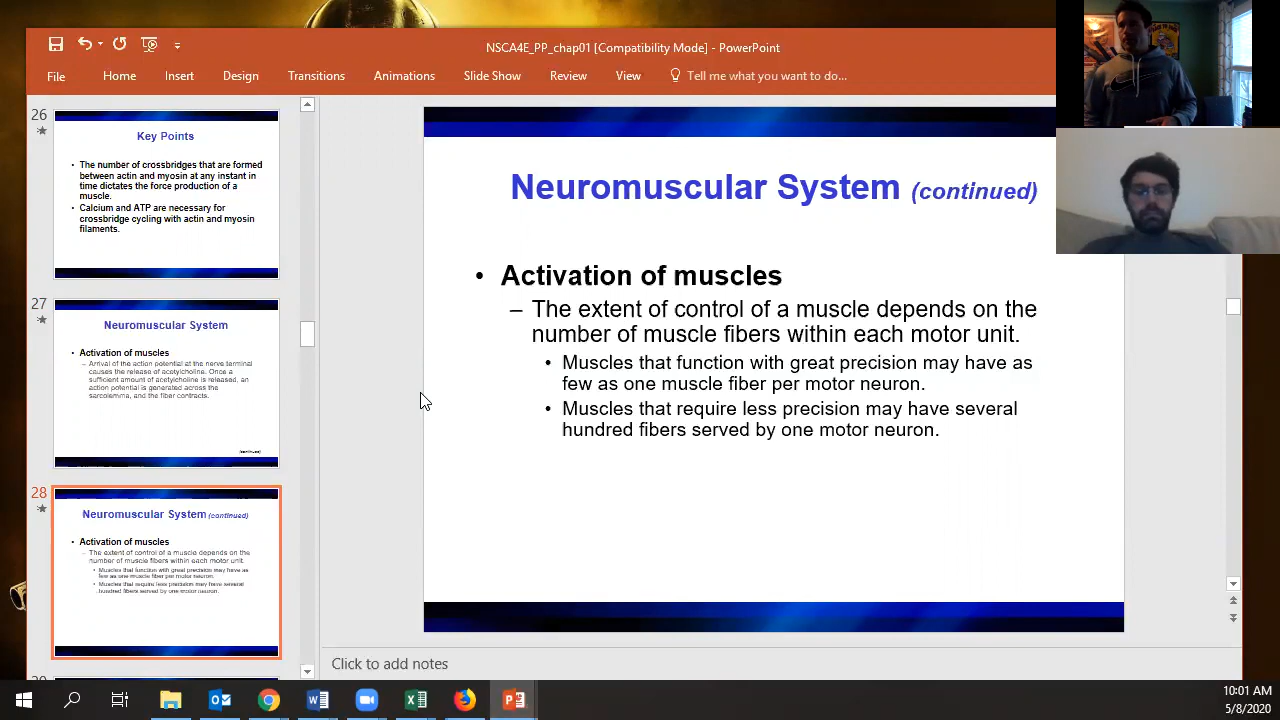 NSCA4E_PP_chap01 [Compatibility Mode] - PowerPoint
File Home Insert Design Transitions Animations Slide Show Review View Tell me what you want to do...
26
Key Points
• The number of crossbridges that are formed
between actin and myosin at any instant in
time dictates the force production of a
muscle.
• Calcium and ATP are necessary for
crossbridge cycling with actin and myosin
filaments.
27
Neuromuscular System
• Activation of muscles
– Arrival of the action potential at the nerve terminal
causes the release of acetylcholine. Once a
sufficient amount of acetylcholine is released, an
action potential is generated across the
sarcolemma, and the fiber contracts.
(continued)
28
Neuromuscular System (continued)
• Activation of muscles
– The extent of control of a muscle depends on the
number of muscle fibers within each motor unit.
• Muscles that function with great precision may have as
few as one muscle fiber per motor neuron.
• Muscles that require less precision may have several
hundred fibers served by one motor neuron.
Neuromuscular System (continued)
• Activation of muscles
– The extent of control of a muscle depends on the
number of muscle fibers within each motor unit.
• Muscles that function with great precision may have as
few as one muscle fiber per motor neuron.
• Muscles that require less precision may have several
hundred fibers served by one motor neuron.
Click to add notes
10:01 AM
5/8/2020